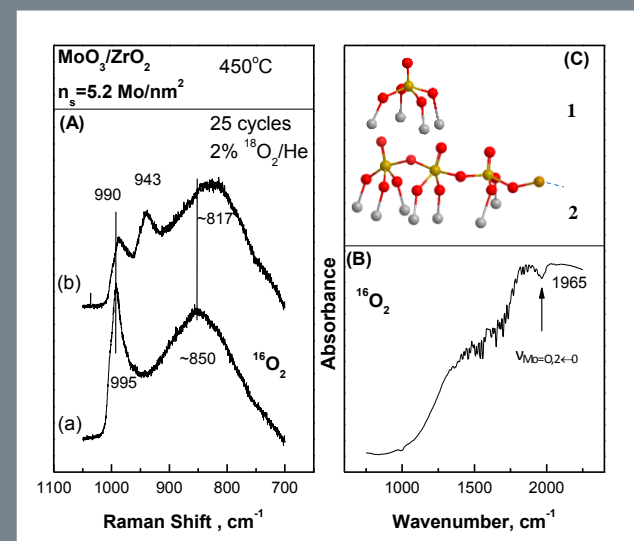 MoO₃/ZrO₂
nₛ=5.2 Mo/nm²
450°C
(A)
25 cycles
2% ¹⁸O₂/He
990
943
~817
(b)
995
~850
¹⁶O₂
(a)
1100
1000
900
800
700
Raman Shift , cm⁻¹
(C)
1
2
(B)
¹⁶O₂
1965
νMo=O,2←0
Absorbance
1000
1500
2000
Wavenumber, cm⁻¹